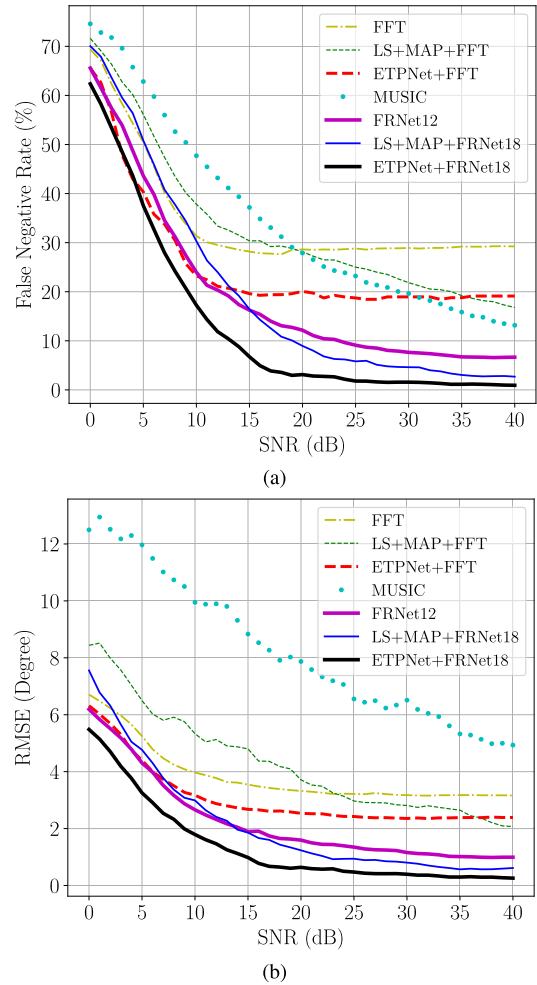 FFT
LS+MAP+FFT
ETPNet+FFT
MUSIC
FRNet12
LS+MAP+FRNet18
ETPNet+FRNet18
False Negative Rate (%)
70
60
50
40
30
20
10
0
0 5 10 15 20 25 30 35 40
SNR (dB)
(a)
FFT
LS+MAP+FFT
ETPNet+FFT
MUSIC
FRNet12
LS+MAP+FRNet18
ETPNet+FRNet18
RMSE (Degree)
12
10
8
6
4
2
0
0 5 10 15 20 25 30 35 40
SNR (dB)
(b)